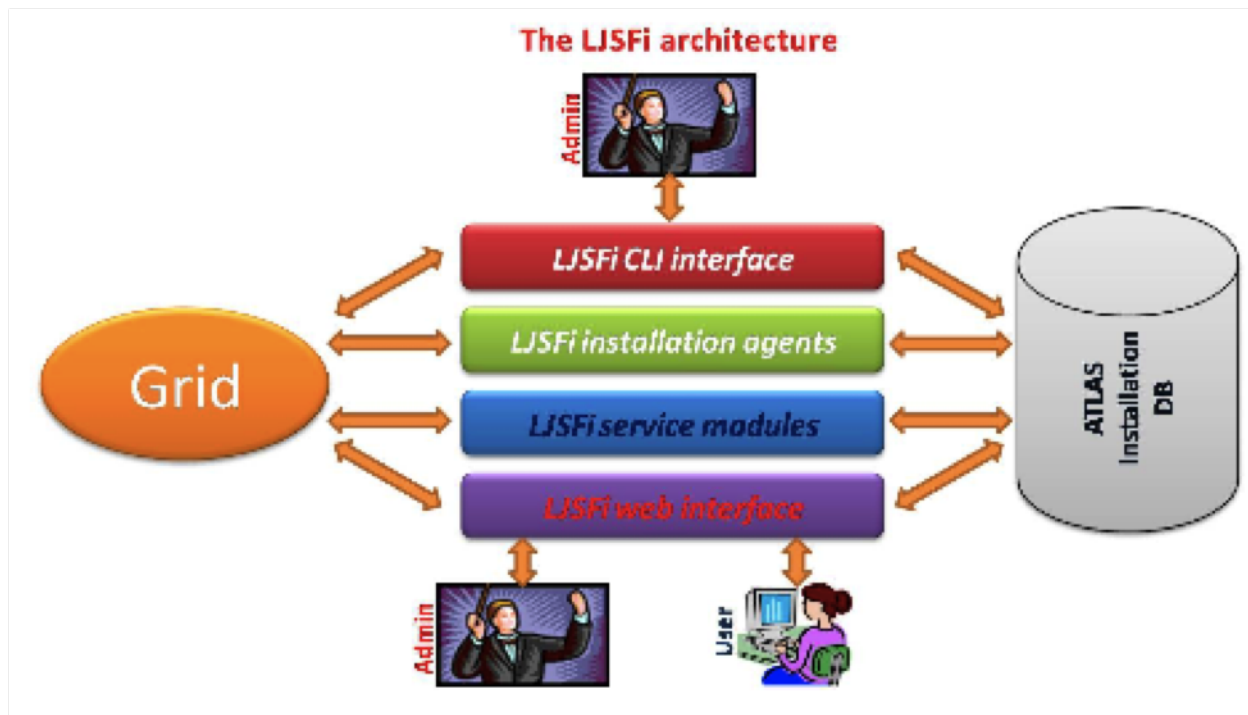 The LJSFi architecture
Admin
LJSFi CLI interface
LJSFi installation agents
Grid
LJSFi service modules
LJSFi web interface
ATLAS
Installation
DB
Admin
User